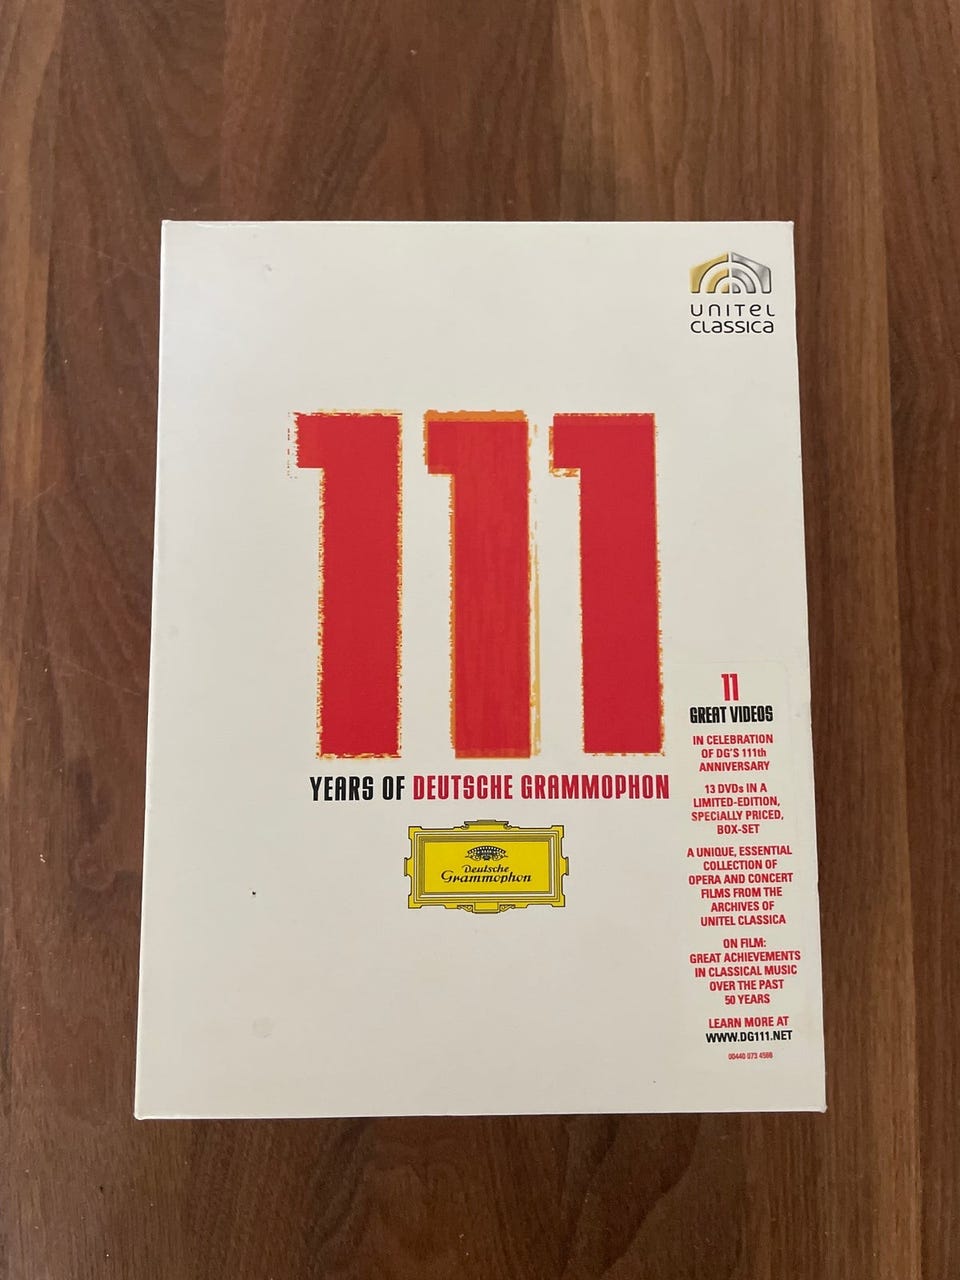 UNITEL
CLASSICA
111
YEARS OF DEUTSCHE GRAMMOPHON
Deutsche
Grammophon
11
GREAT VIDEOS
IN CELEBRATION
OF DG'S 111th
ANNIVERSARY
13 DVDs IN A
LIMITED-EDITION,
SPECIALLY PRICED,
BOX-SET
A UNIQUE, ESSENTIAL
COLLECTION OF
OPERA AND CONCERT
FILMS FROM THE
ARCHIVES OF
UNITEL CLASSICA
ON FILM:
GREAT ACHIEVEMENTS
IN CLASSICAL MUSIC
OVER THE PAST
50 YEARS
LEARN MORE AT
WWW.DG111.NET
00440 073 4566